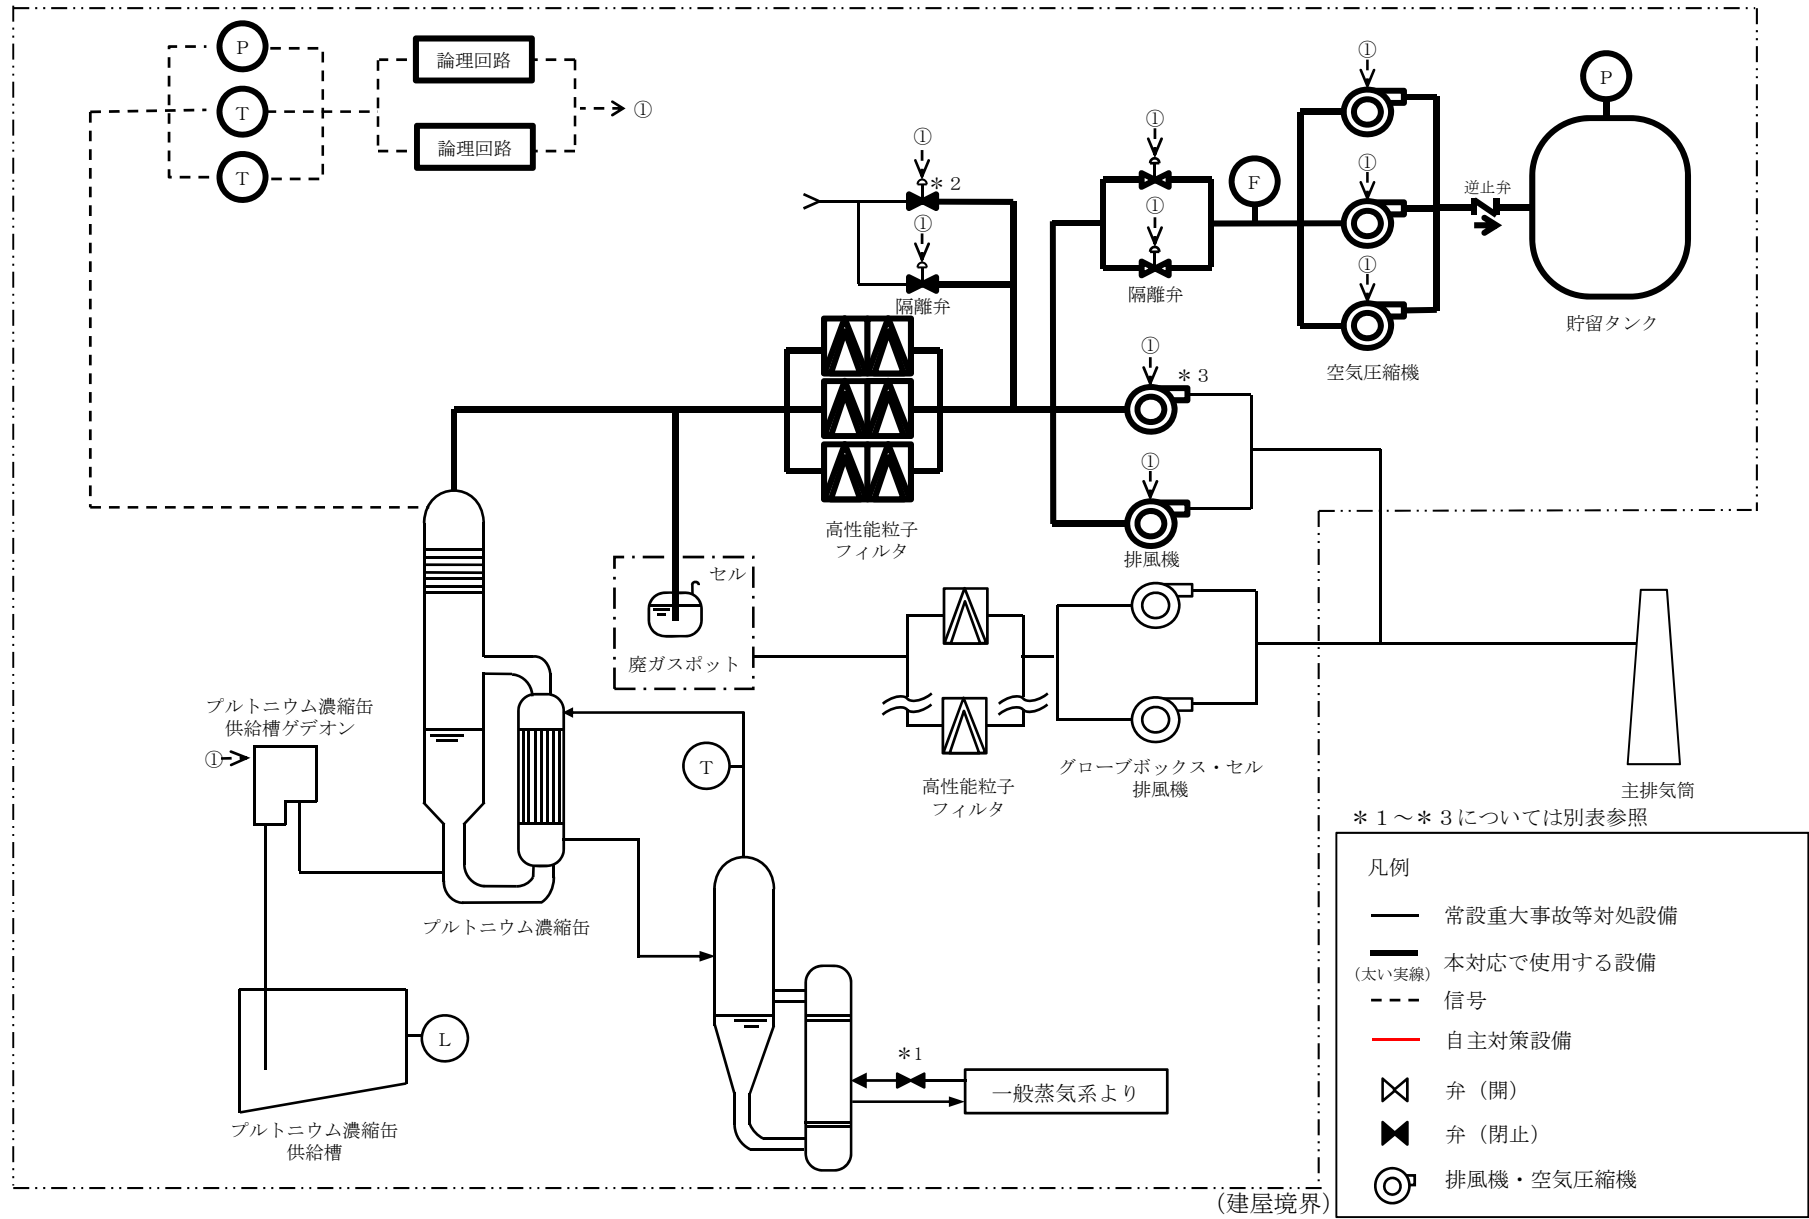 P
T
T
論理回路
論理回路
①
①
＊2
①
隔離弁
①
①
隔離弁
F
①
①
①
空気圧縮機
逆止弁
P
貯留タンク
①
＊3
①
排風機
高性能粒子
フィルタ
セル
廃ガスポット
プルトニウム濃縮缶
供給槽ゲデオン
①
T
高性能粒子
フィルタ
グローブボックス・セル
排風機
主排気筒
プルトニウム濃縮缶
L
プルトニウム濃縮缶
供給槽
＊1
一般蒸気系より
（建屋境界）
＊1～＊3については別表参照
凡例
常設重大事故等対処設備
本対応で使用する設備
（太い実線）
信号
自主対策設備
弁（開）
弁（閉止）
排風機・空気圧縮機